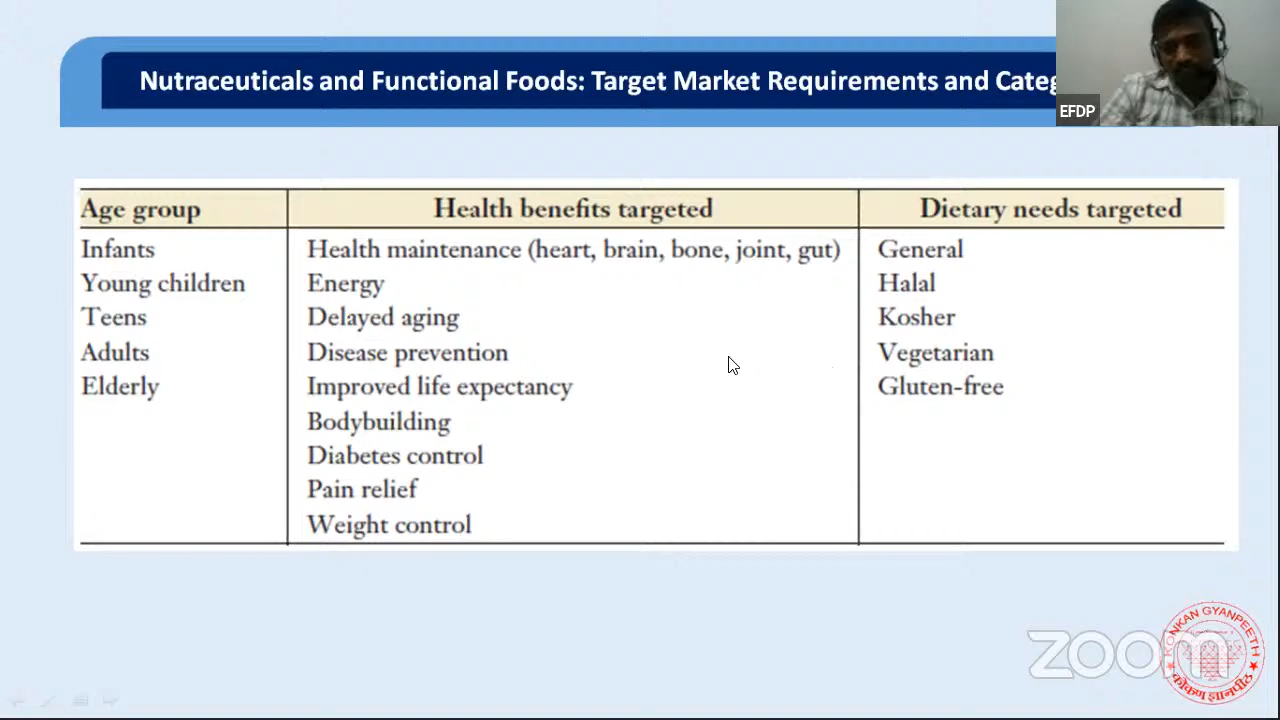 Nutraceuticals and Functional Foods: Target Market Requirements and Categ
EFDP
Age group Health benefits targeted Dietary needs targeted
Infants Health maintenance (heart, brain, bone, joint, gut) General
Young children Energy Halal
Teens Delayed aging Kosher
Adults Disease prevention Vegetarian
Elderly Improved life expectancy Gluten-free
Bodybuilding
Diabetes control
Pain relief
Weight control
zoom
KONKAN GYANPEETH
कोंकण ज्ञानपीठ